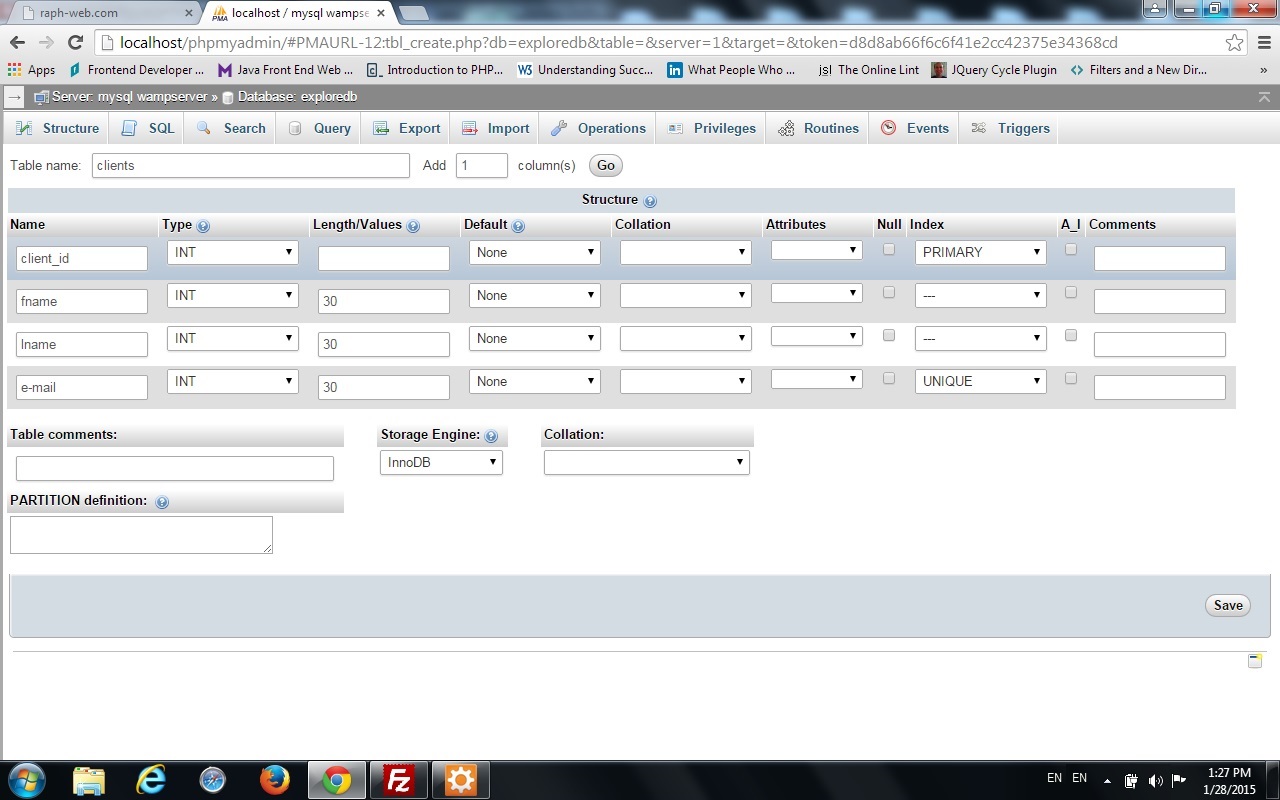 raph-web.com × localhost / mysql wampse ×
localhost/phpmyadmin/#PMAURL-12:tbl_create.php?db=exploredb&table=&server=1&target=&token=d8d8ab66f6c6f41e2cc42375e34368cd
Apps Frontend Developer ... Java Front End Web ... Introduction to PHP... W3 Understanding Succ... in What People Who ... jsl The Online Lint JQuery Cycle Plugin Filters and a New Dir... »
Server: mysql wampserver » Database: exploredb
Structure SQL Search Query Export Import Operations Privileges Routines Events Triggers
Table name: clients Add 1 column(s) Go
Structure
Name Type Length/Values Default Collation Attributes Null Index A_I Comments
client_id INT None PRIMARY
fname INT 30 None ---
lname INT 30 None ---
e-mail INT 30 None UNIQUE
Table comments: Storage Engine: Collation:
InnoDB
PARTITION definition:
Save
EN EN 1:27 PM
1/28/2015